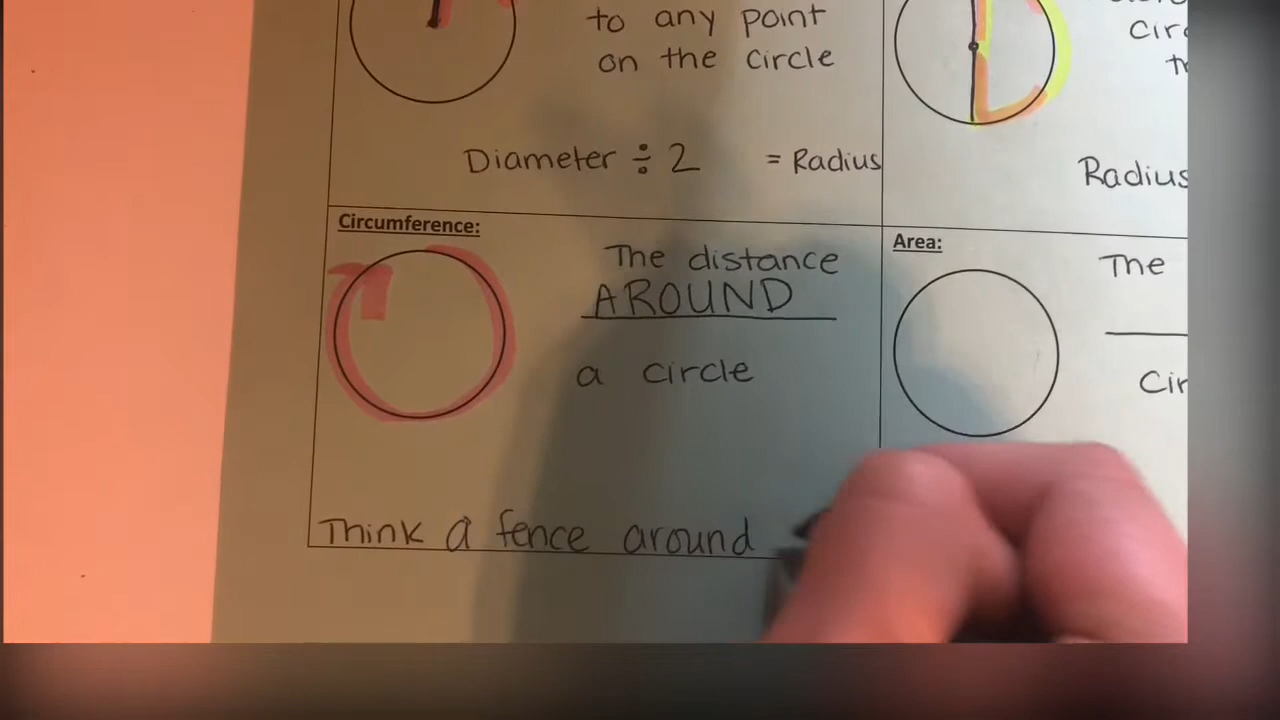 to any point
on the circle
Diameter ÷ 2 = Radius
Radius
Circumference:
The distance
AROUND
a circle
Think a fence around
Area:
The